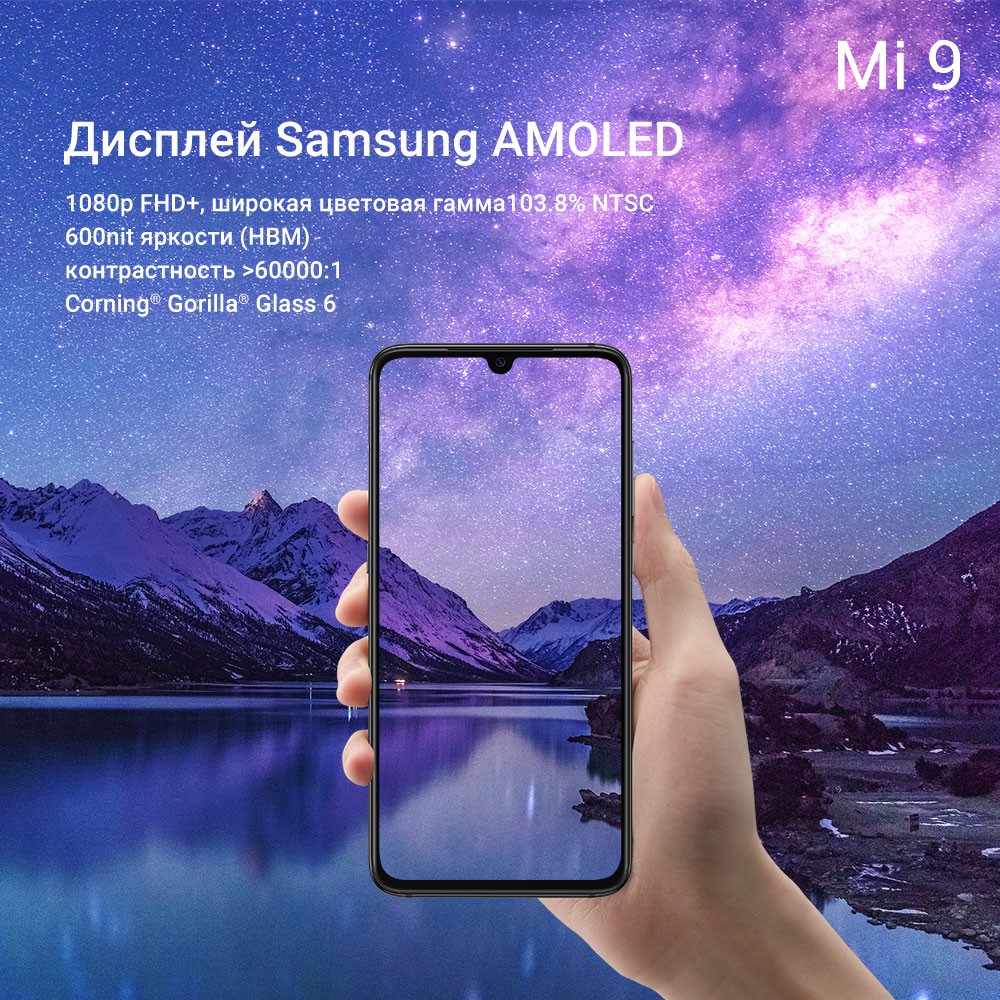 Mi 9
Дисплей Samsung AMOLED
1080p FHD+, широкая цветовая гамма103.8% NTSC
600nit яркости (HBM)
контрастность >60000:1
Corning® Gorilla® Glass 6